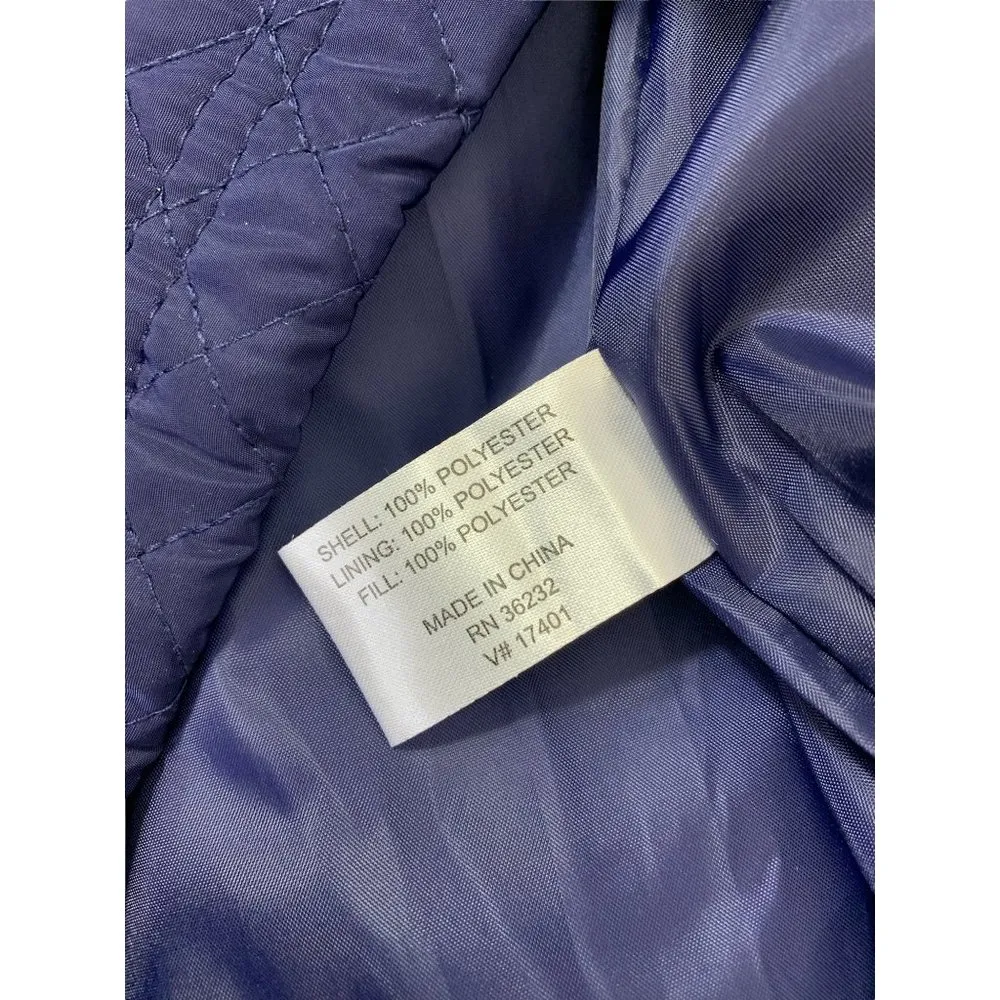 SHELL: 100% POLYESTER
LINING: 100% POLYESTER
FILL: 100% POLYESTER
MADE IN CHINA
RN 36232
V# 17401